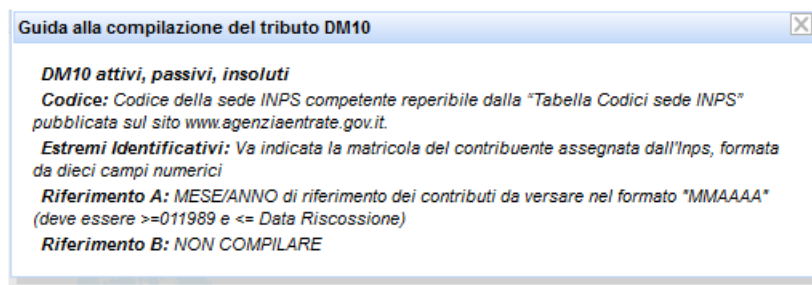 Guida alla compilazione del tributo DM10
DM10 attivi, passivi, insoluti
Codice: Codice della sede INPS competente reperibile dalla "Tabella Codici sede INPS"
pubblicata sul sito www.agenziaentrate.gov.it.
Estremi Identificativi: Va indicata la matricola del contribuente assegnata dall'Inps, formata
da dieci campi numerici
Riferimento A: MESE/ANNO di riferimento dei contributi da versare nel formato "MMAAAA"
(deve essere >=011989 e <= Data Riscossione)
Riferimento B: NON COMPILARE